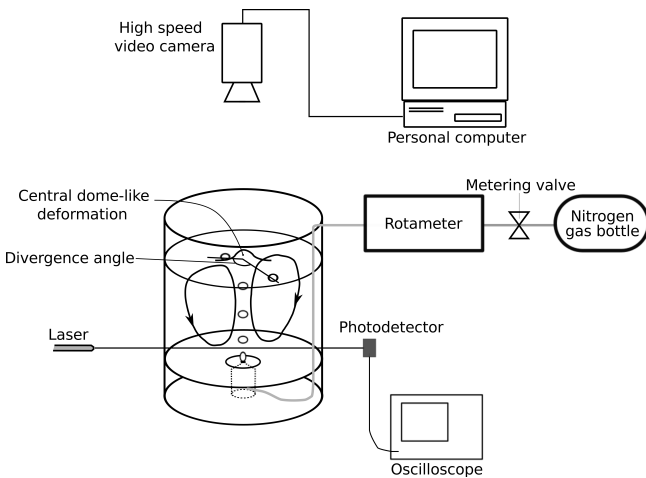 High speed
video camera
Personal computer
Central dome-like
deformation
Metering valve
Rotameter
Nitrogen
gas bottle
Divergence angle
Laser
Photodetector
Oscilloscope